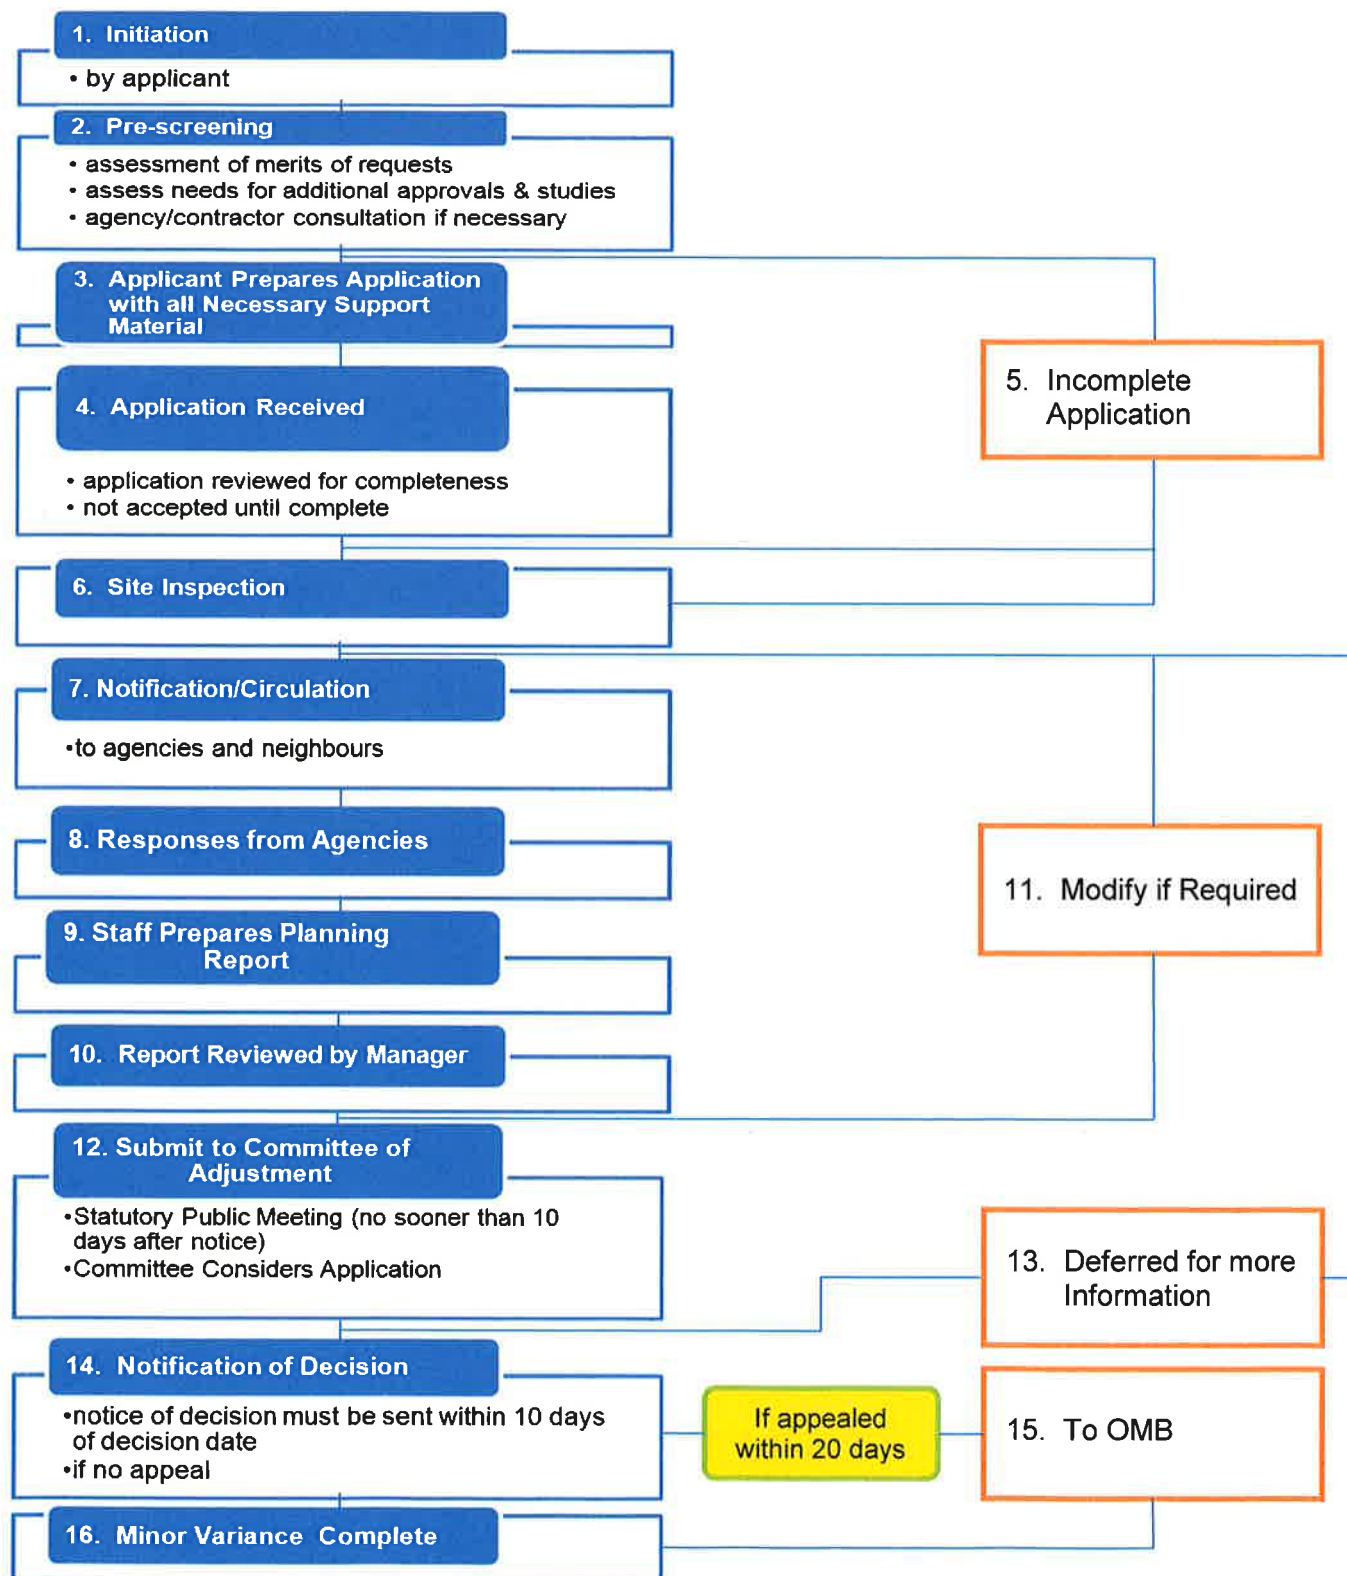 1. Initiation
• by applicant
2. Pre-screening
• assessment of merits of requests
• assess needs for additional approvals & studies
• agency/contractor consultation if necessary
3. Applicant Prepares Application
with all Necessary Support
Material
4. Application Received
• application reviewed for completeness
• not accepted until complete
5. Incomplete
Application
6. Site Inspection
7. Notification/Circulation
•to agencies and neighbours
8. Responses from Agencies
9. Staff Prepares Planning
Report
10. Report Reviewed by Manager
11. Modify if Required
12. Submit to Committee of
Adjustment
•Statutory Public Meeting (no sooner than 10
days after notice)
•Committee Considers Application
13. Deferred for more
Information
14. Notification of Decision
•notice of decision must be sent within 10 days
of decision date
•if no appeal
If appealed
within 20 days
15. To OMB
16. Minor Variance Complete